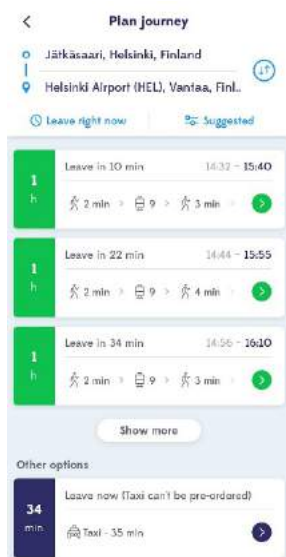 Plan journey
Jätkäsaari, Helsinki, Finland
Helsinki Airport (HEL), Vantaa, Finl..
Leave right now
Suggested
1 h
Leave in 10 min
14:32 - 15:40
2 min > 9 > 3 min >
1 h
Leave in 22 min
14:44 - 15:55
2 min > 9 > 4 min >
1 h
Leave in 34 min
14:56 - 16:10
2 min > 9 > 3 min >
Show more
Other options
34 min
Leave now (Taxi can't be pre-ordered)
Taxi - 35 min